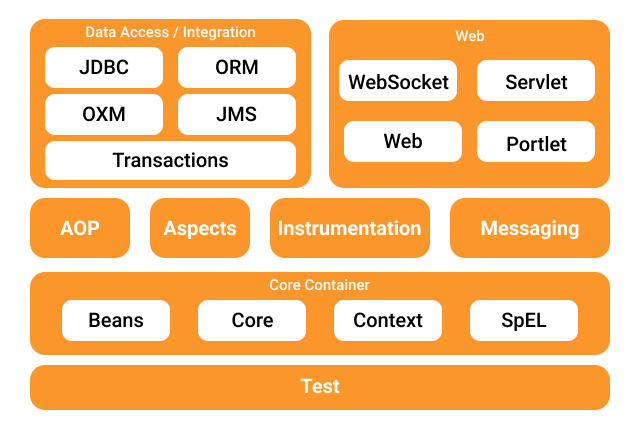 Data Access / Integration
JDBC
ORM
OXM
JMS
Transactions
Web
WebSocket
Servlet
Web
Portlet
AOP
Aspects
Instrumentation
Messaging
Core Container
Beans
Core
Context
SpEL
Test